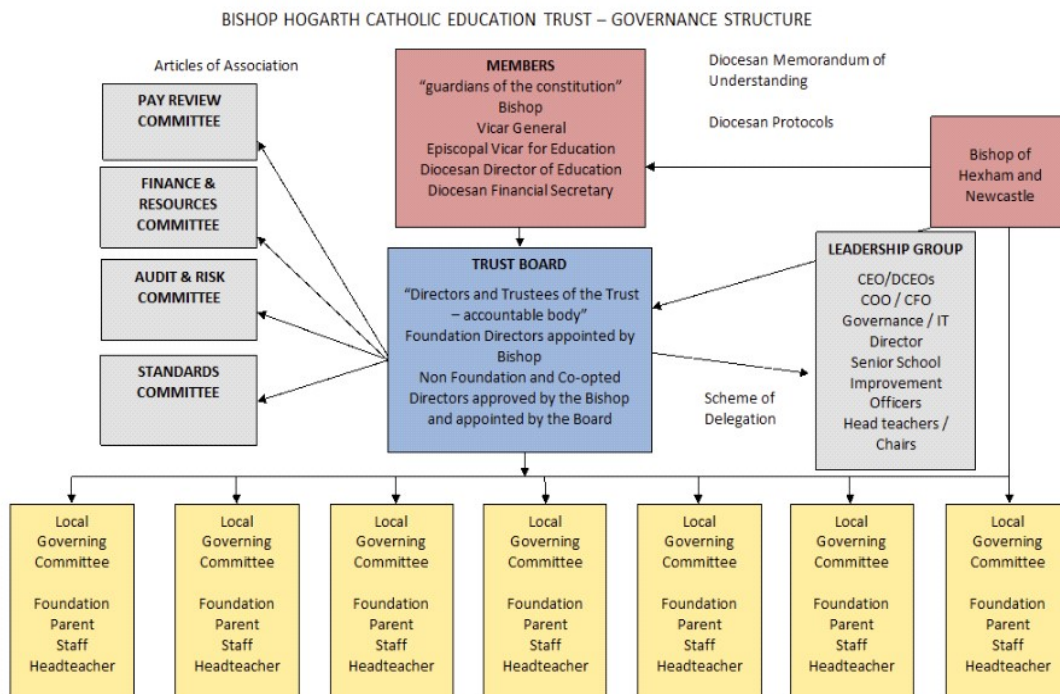 BISHOP HOGARTH CATHOLIC EDUCATION TRUST – GOVERNANCE STRUCTURE
Articles of Association
PAY REVIEW
COMMITTEE
FINANCE &
RESOURCES
COMMITTEE
AUDIT & RISK
COMMITTEE
STANDARDS
COMMITTEE
MEMBERS
“guardians of the constitution”
Bishop
Vicar General
Episcopal Vicar for Education
Diocesan Director of Education
Diocesan Financial Secretary
Diocesan Memorandum of
Understanding
Diocesan Protocols
Bishop of
Hexham and
Newcastle
TRUST BOARD
“Directors and Trustees of the Trust
– accountable body”
Foundation Directors appointed by
Bishop
Non Foundation and Co-opted
Directors approved by the Bishop
and appointed by the Board
Scheme of
Delegation
LEADERSHIP GROUP
CEO/DCEOs
COO / CFO
Governance / IT
Director
Senior School
Improvement
Officers
Head teachers /
Chairs
Local
Governing
Committee
Foundation
Parent
Staff
Headteacher
Local
Governing
Committee
Foundation
Parent
Staff
Headteacher
Local
Governing
Committee
Foundation
Parent
Staff
Headteacher
Local
Governing
Committee
Foundation
Parent
Staff
Headteacher
Local
Governing
Committee
Foundation
Parent
Staff
Headteacher
Local
Governing
Committee
Foundation
Parent
Staff
Headteacher
Local
Governing
Committee
Foundation
Parent
Staff
Headteacher